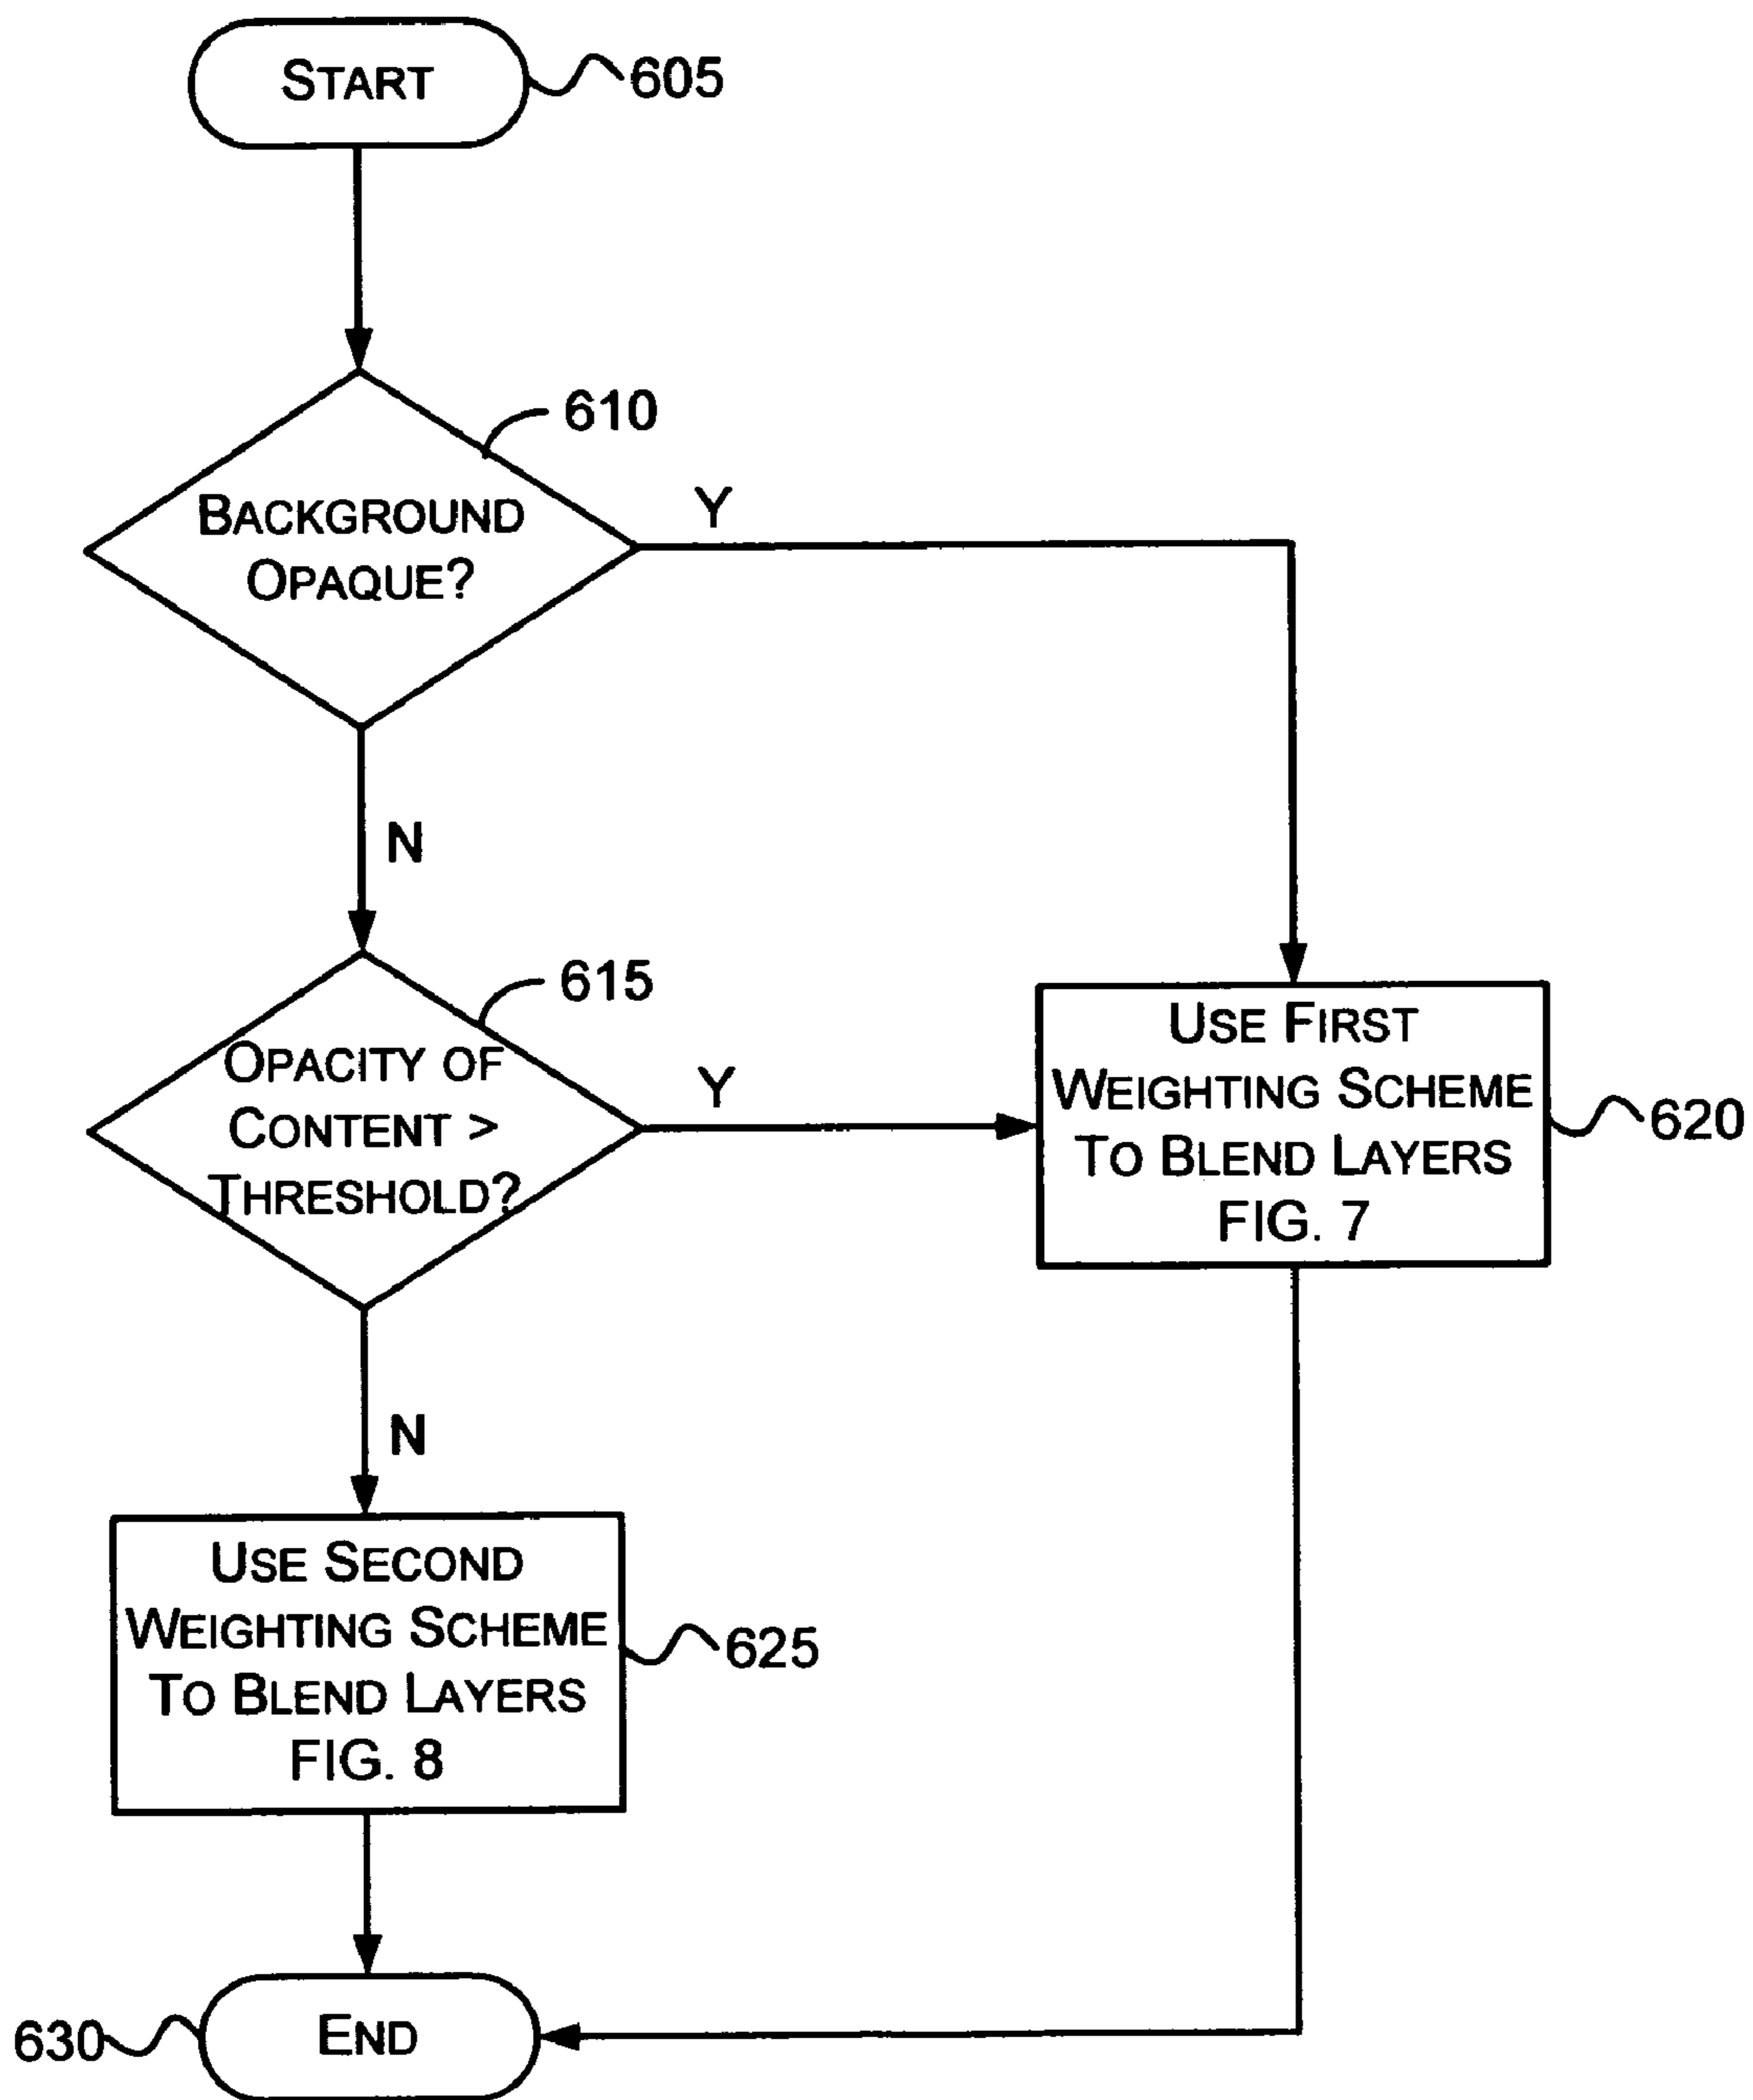 START
605
610
BACKGROUND
OPAQUE?
Y
N
615
OPACITY OF
CONTENT >
THRESHOLD?
Y
USE FIRST
WEIGHTING SCHEME
TO BLEND LAYERS
FIG. 7
620
N
USE SECOND
WEIGHTING SCHEME
TO BLEND LAYERS
FIG. 8
625
630
END